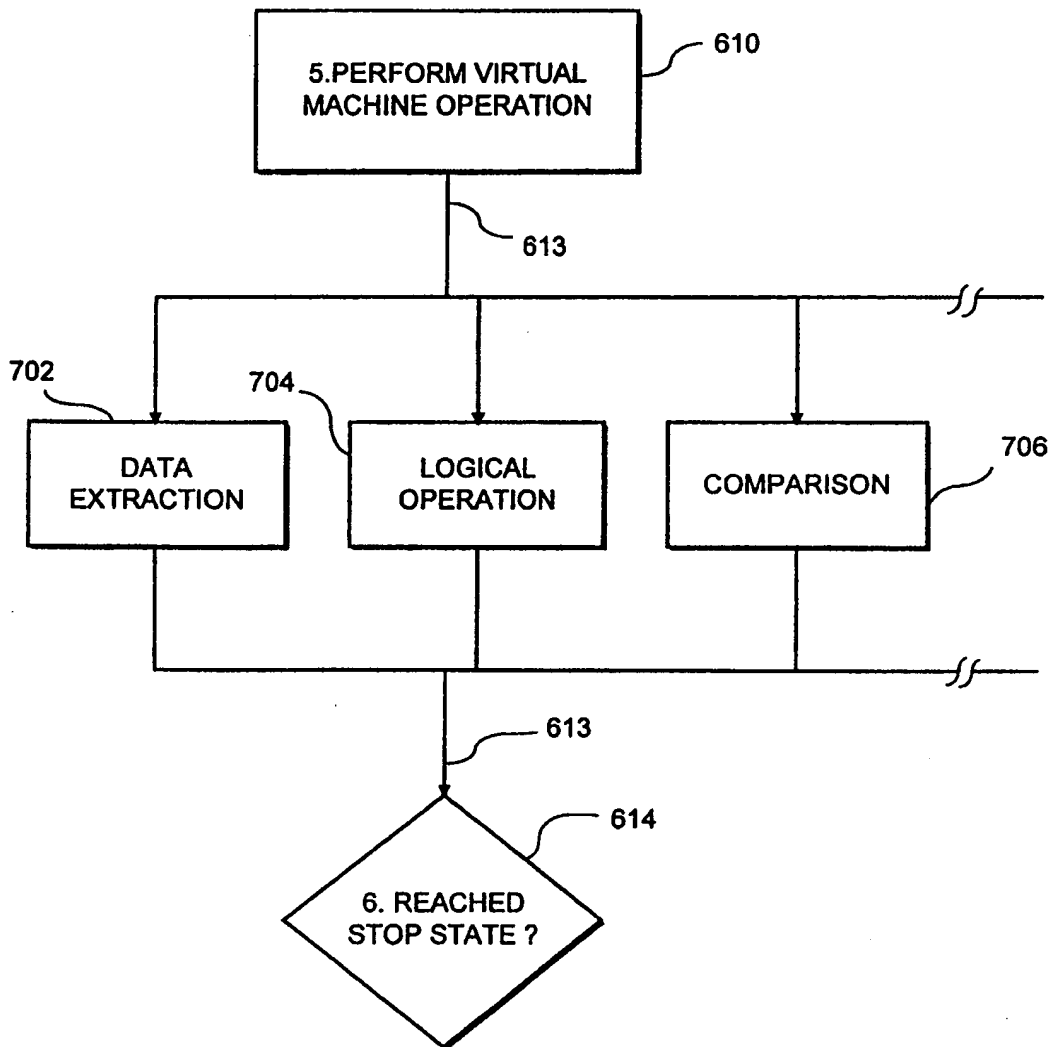 610
5.PERFORM VIRTUAL
MACHINE OPERATION
613
702
704
706
DATA
EXTRACTION
LOGICAL
OPERATION
COMPARISON
613
614
6. REACHED
STOP STATE ?